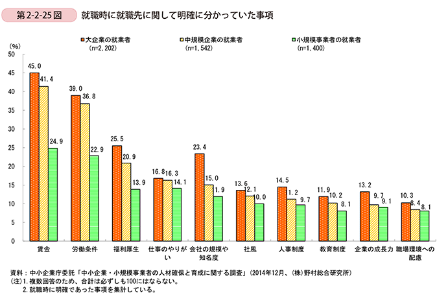 第2-2-25図 就職時に就職先に関して明確に分かっていた事項
大企業の就業者 中規模企業の就業者 小規模事業者の就業者
(n=2,202) (n=1,542) (n=1,400)
(%)
50
45
40
35
30
25
20
15
10
5
0
45.0 41.4 24.9
39.0 36.8 22.9
25.5 20.9 13.9
16.8 16.3 14.1
23.4 15.0 11.9
13.6 12.1 10.0
14.5 11.2 9.7
11.9 10.2 8.1
13.2 9.7 9.1
10.3 8.4 8.1
賃金 労働条件 福利厚生 仕事のやりがい 会社の規模や知名度 社風 人事制度 教育制度 企業の成長力 職場環境への配慮
資料：中小企業庁委託「中小企業・小規模事業者の人材確保と育成に関する調査」(2014年12月、(株)野村総合研究所)
(注)1. 複数回答のため、合計は必ずしも100にはならない。
2. 就職時に明確であった事項を集計している。